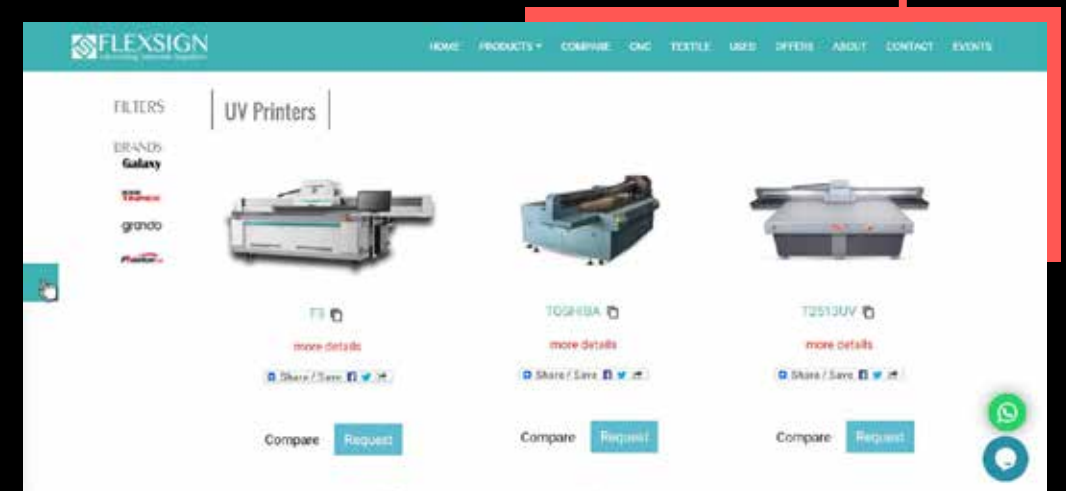 FLEXSIGN
HOME PRODUCTS COMPARE CNC TEXTILE USED OFFERS ABOUT CONTACT EVENTS
FILTERS
UV Printers
BRANDS
Galaxy
grando
TOSHIBA
T2513UV
more details
more details
more details
Share / Save
Share / Save
Share / Save
Compare Request
Compare Request
Compare Request